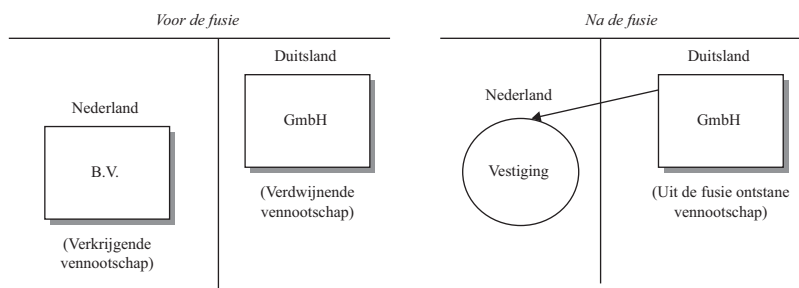 Voor de fusie
Duitsland
Nederland
GmbH
B.V.
(Verdwijnende
vennootschap)
(Verkrijgende
vennootschap)
Na de fusie
Duitsland
Nederland
GmbH
Vestiging
(Uit de fusie ontstane
vennootschap)